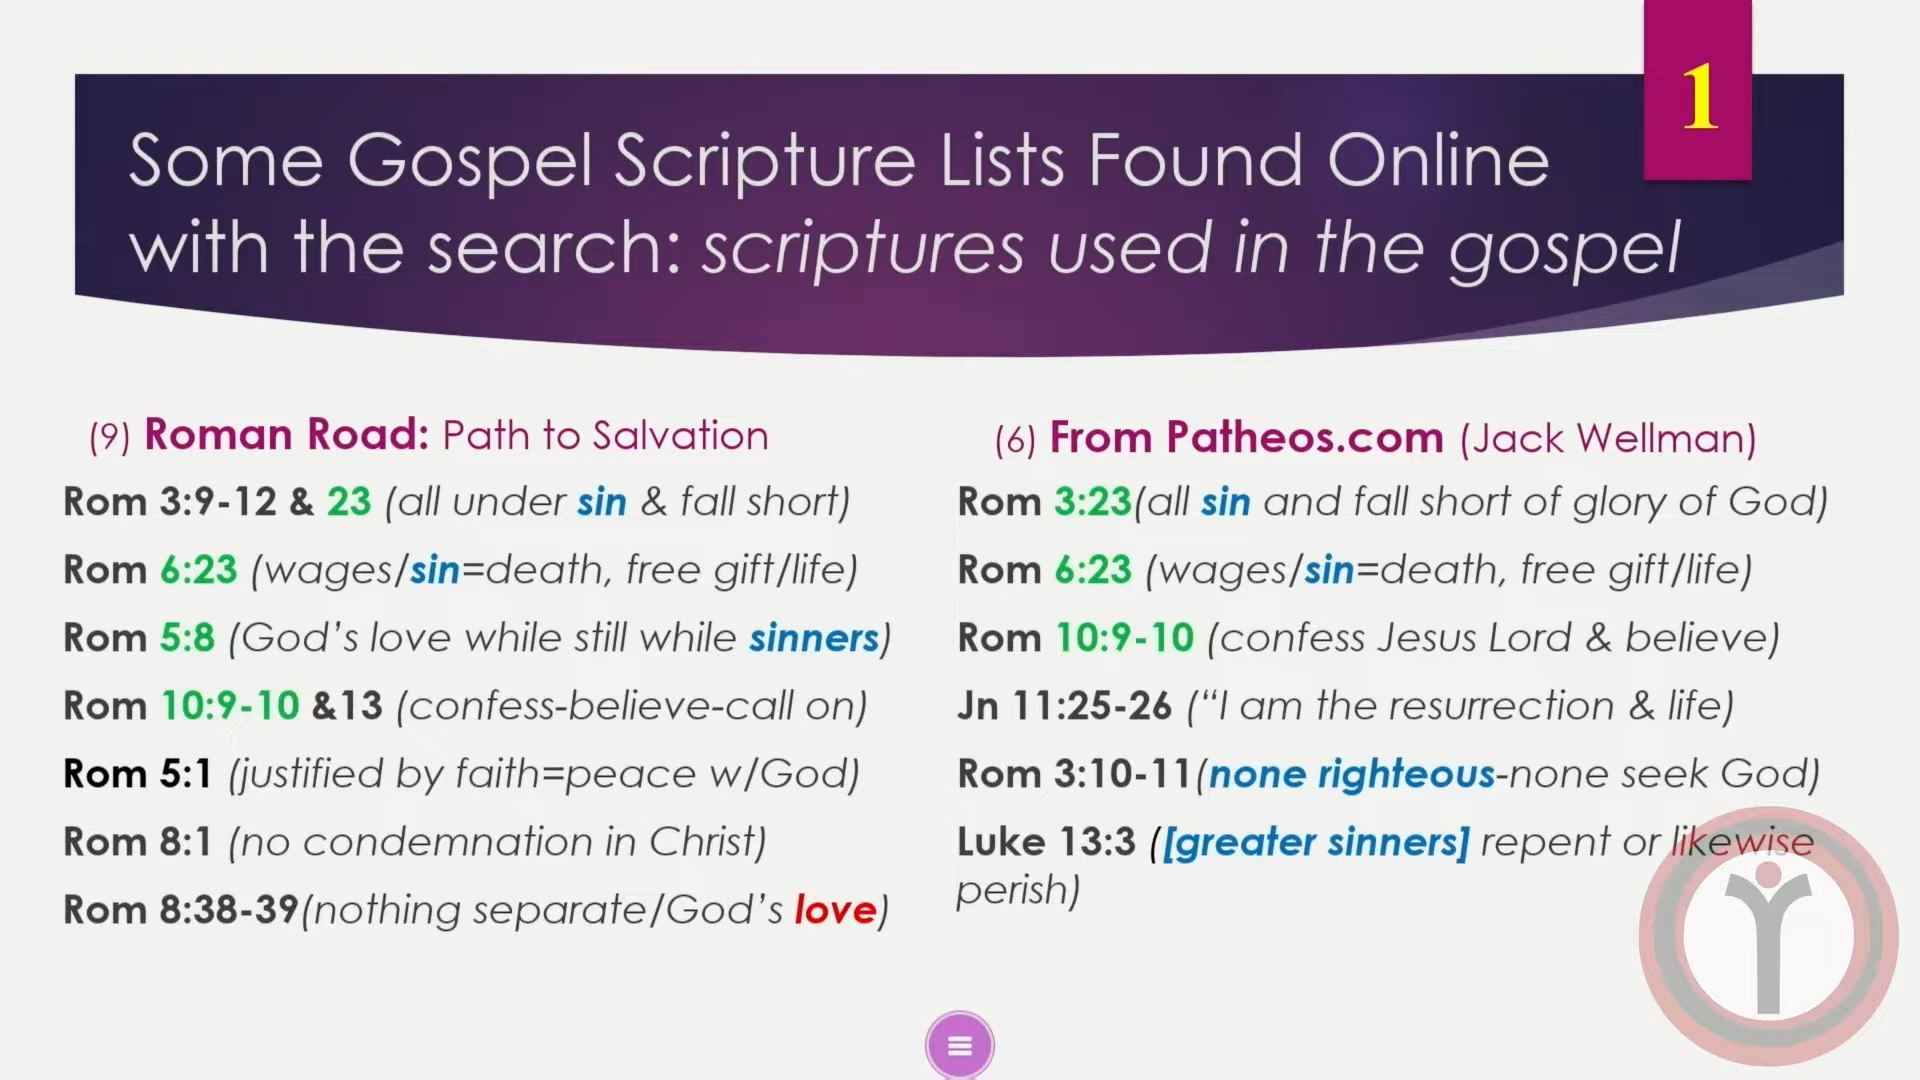 1
Some Gospel Scripture Lists Found Online
with the search: scriptures used in the gospel
(9) Roman Road: Path to Salvation
Rom 3:9-12 & 23 (all under sin & fall short)
Rom 6:23 (wages/sin=death, free gift/life)
Rom 5:8 (God’s love while still while sinners)
Rom 10:9-10 &13 (confess-believe-call on)
Rom 5:1 (justified by faith=peace w/God)
Rom 8:1 (no condemnation in Christ)
Rom 8:38-39(nothing separate/God’s love)
(6) From Patheos.com (Jack Wellman)
Rom 3:23(all sin and fall short of glory of God)
Rom 6:23 (wages/sin=death, free gift/life)
Rom 10:9-10 (confess Jesus Lord & believe)
Jn 11:25-26 (“I am the resurrection & life)
Rom 3:10-11(none righteous-none seek God)
Luke 13:3 ([greater sinners] repent or likewise
perish)